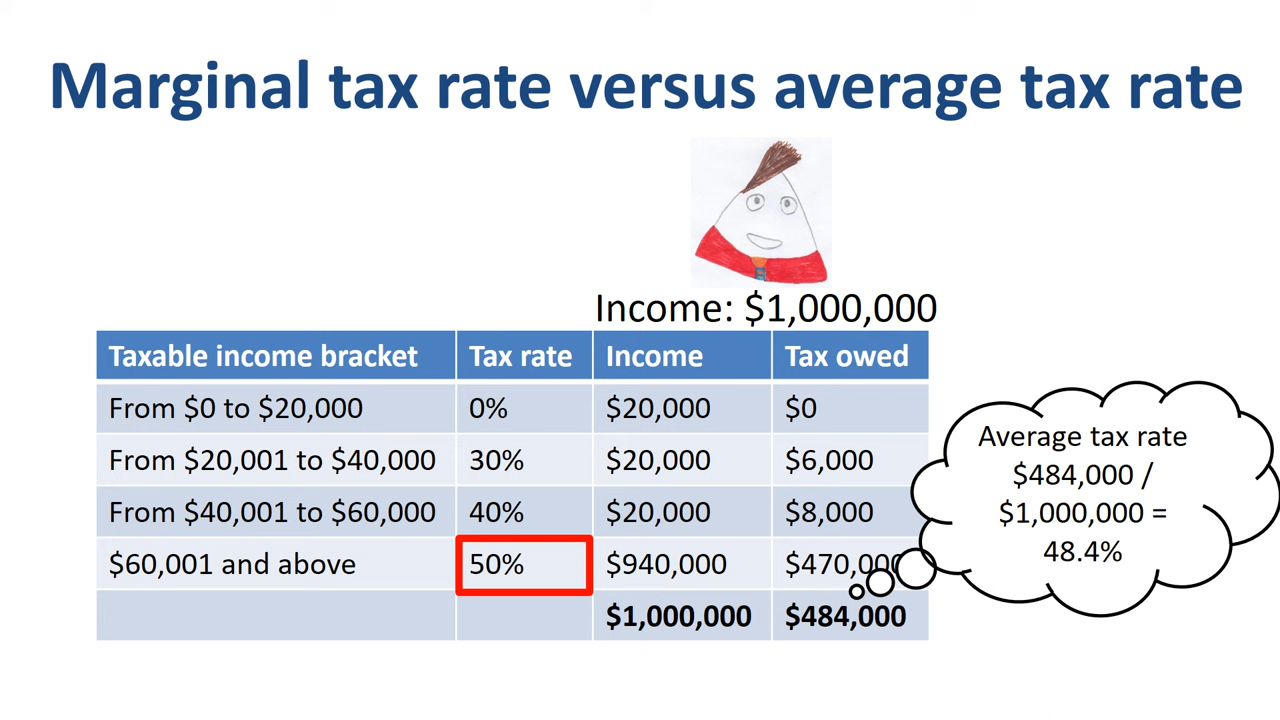 Marginal tax rate versus average tax rate
Income: $1,000,000
Taxable income bracket Tax rate Income Tax owed
From $0 to $20,000 0% $20,000 $0
From $20,001 to $40,000 30% $20,000 $6,000
From $40,001 to $60,000 40% $20,000 $8,000
$60,001 and above 50% $940,000 $470,000
$1,000,000 $484,000
Average tax rate
$484,000 /
$1,000,000 =
48.4%